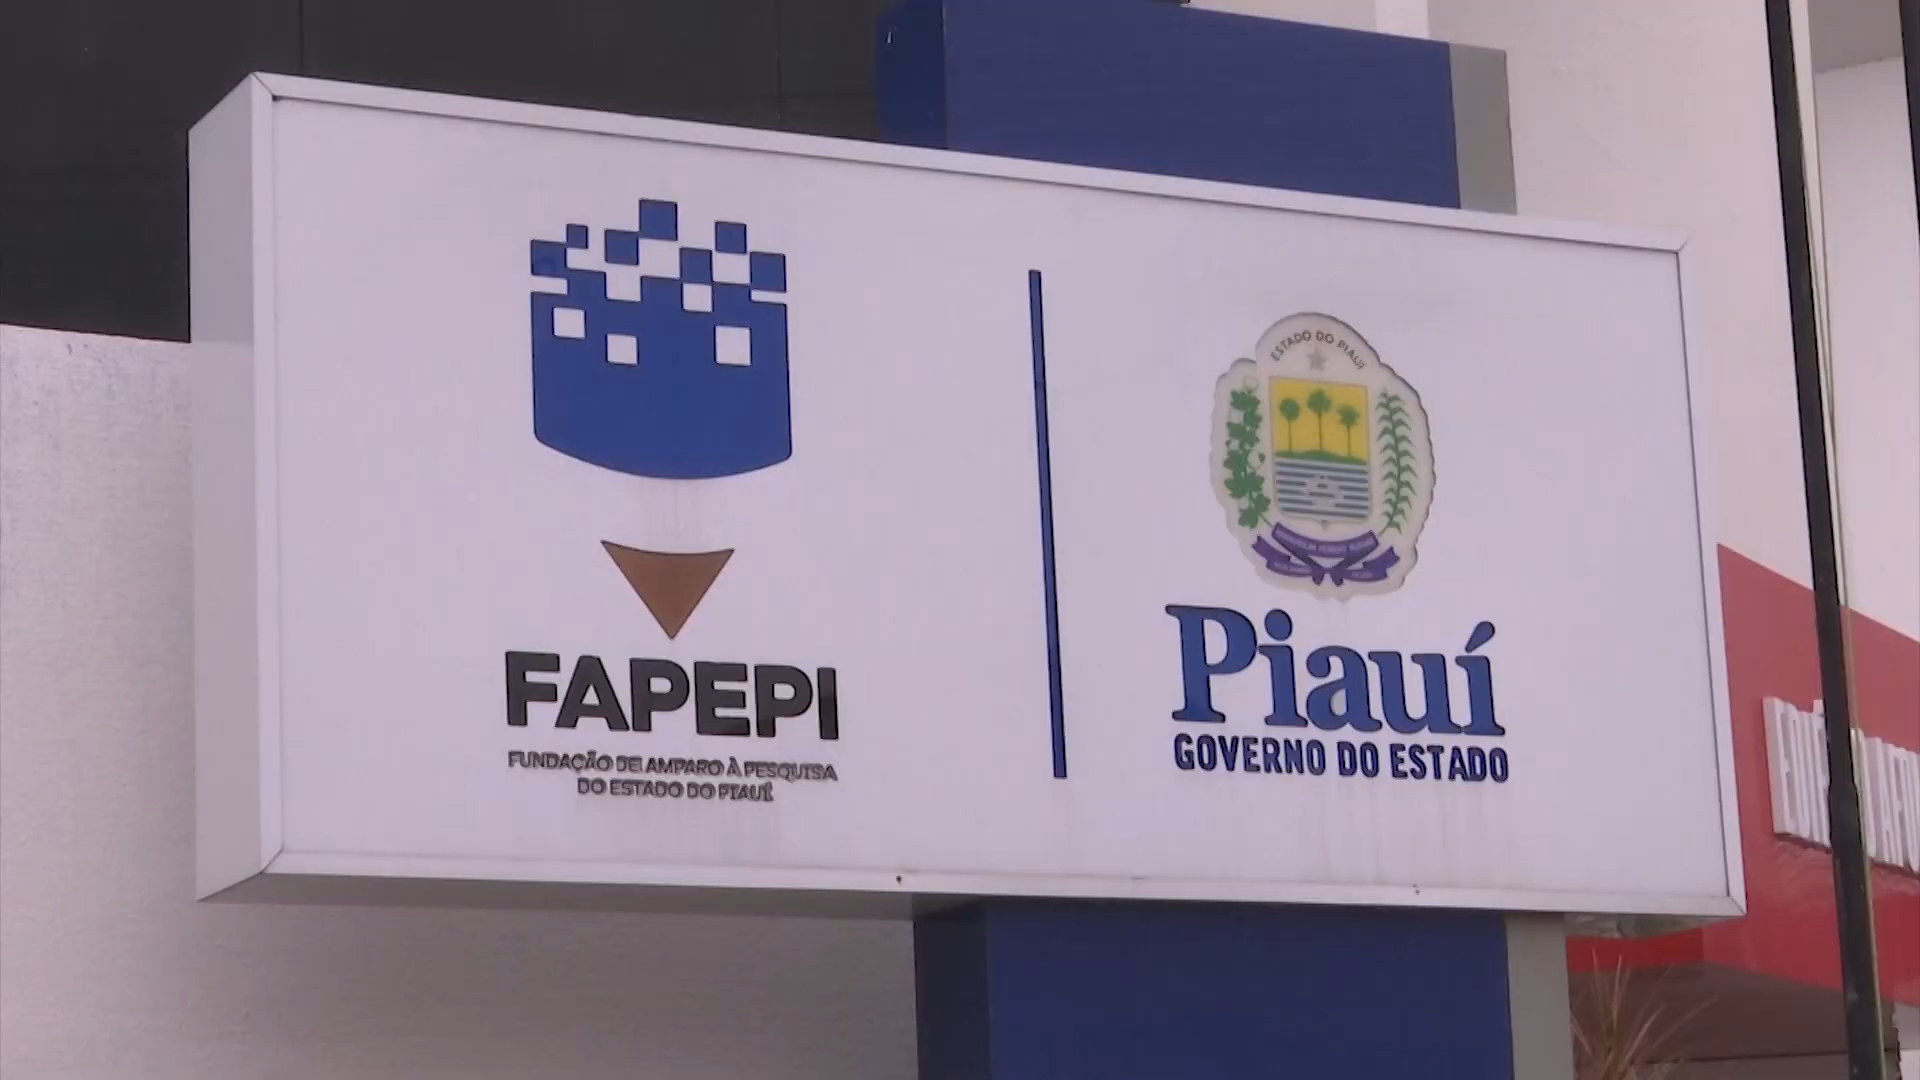 FAPEPI
FUNDAÇÃO DE AMPARO À PESQUISA
DO ESTADO DO PIAUÍ
ESTADO DO PIAUÍ
Piauí
GOVERNO DO ESTADO